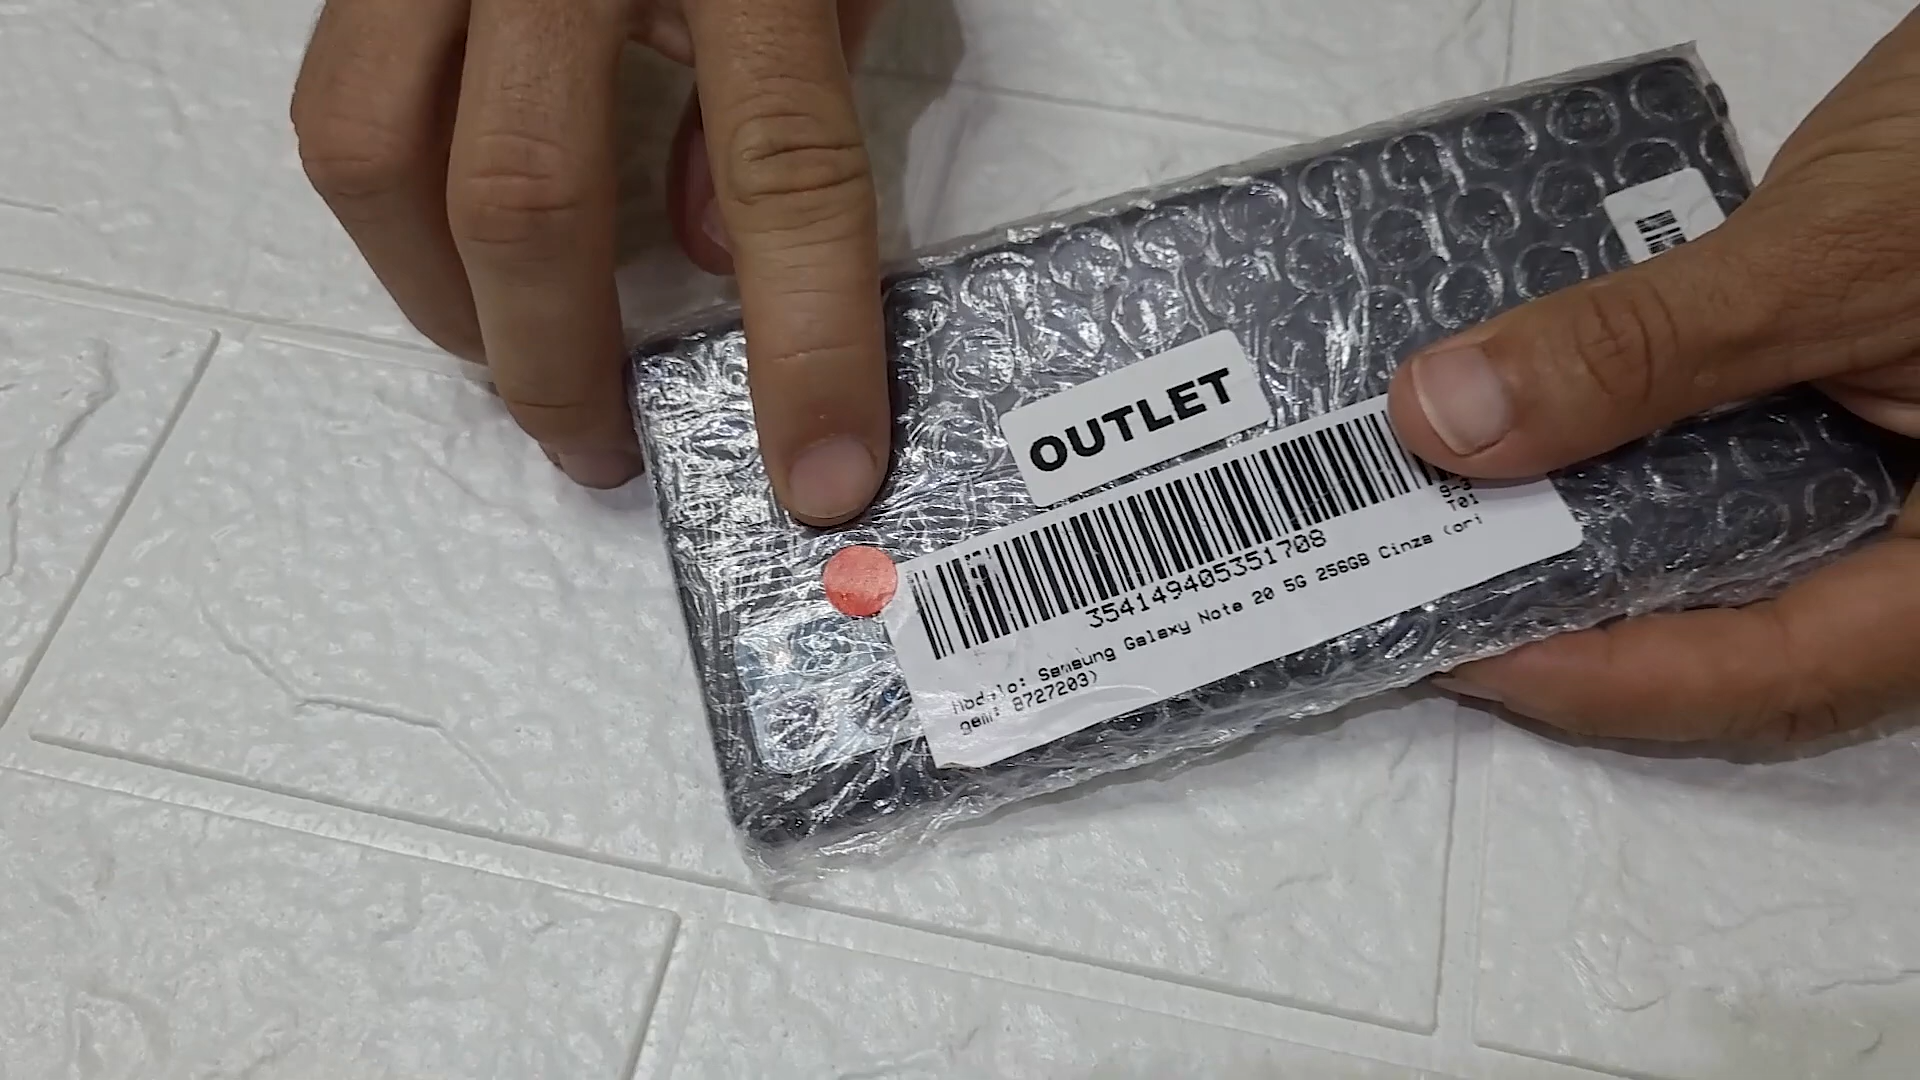 OUTLET
354149405351708
9-3
T01
Modelo: Samsung Galaxy Note 20 5G 256GB Cinza (ori
gem: 8727203)